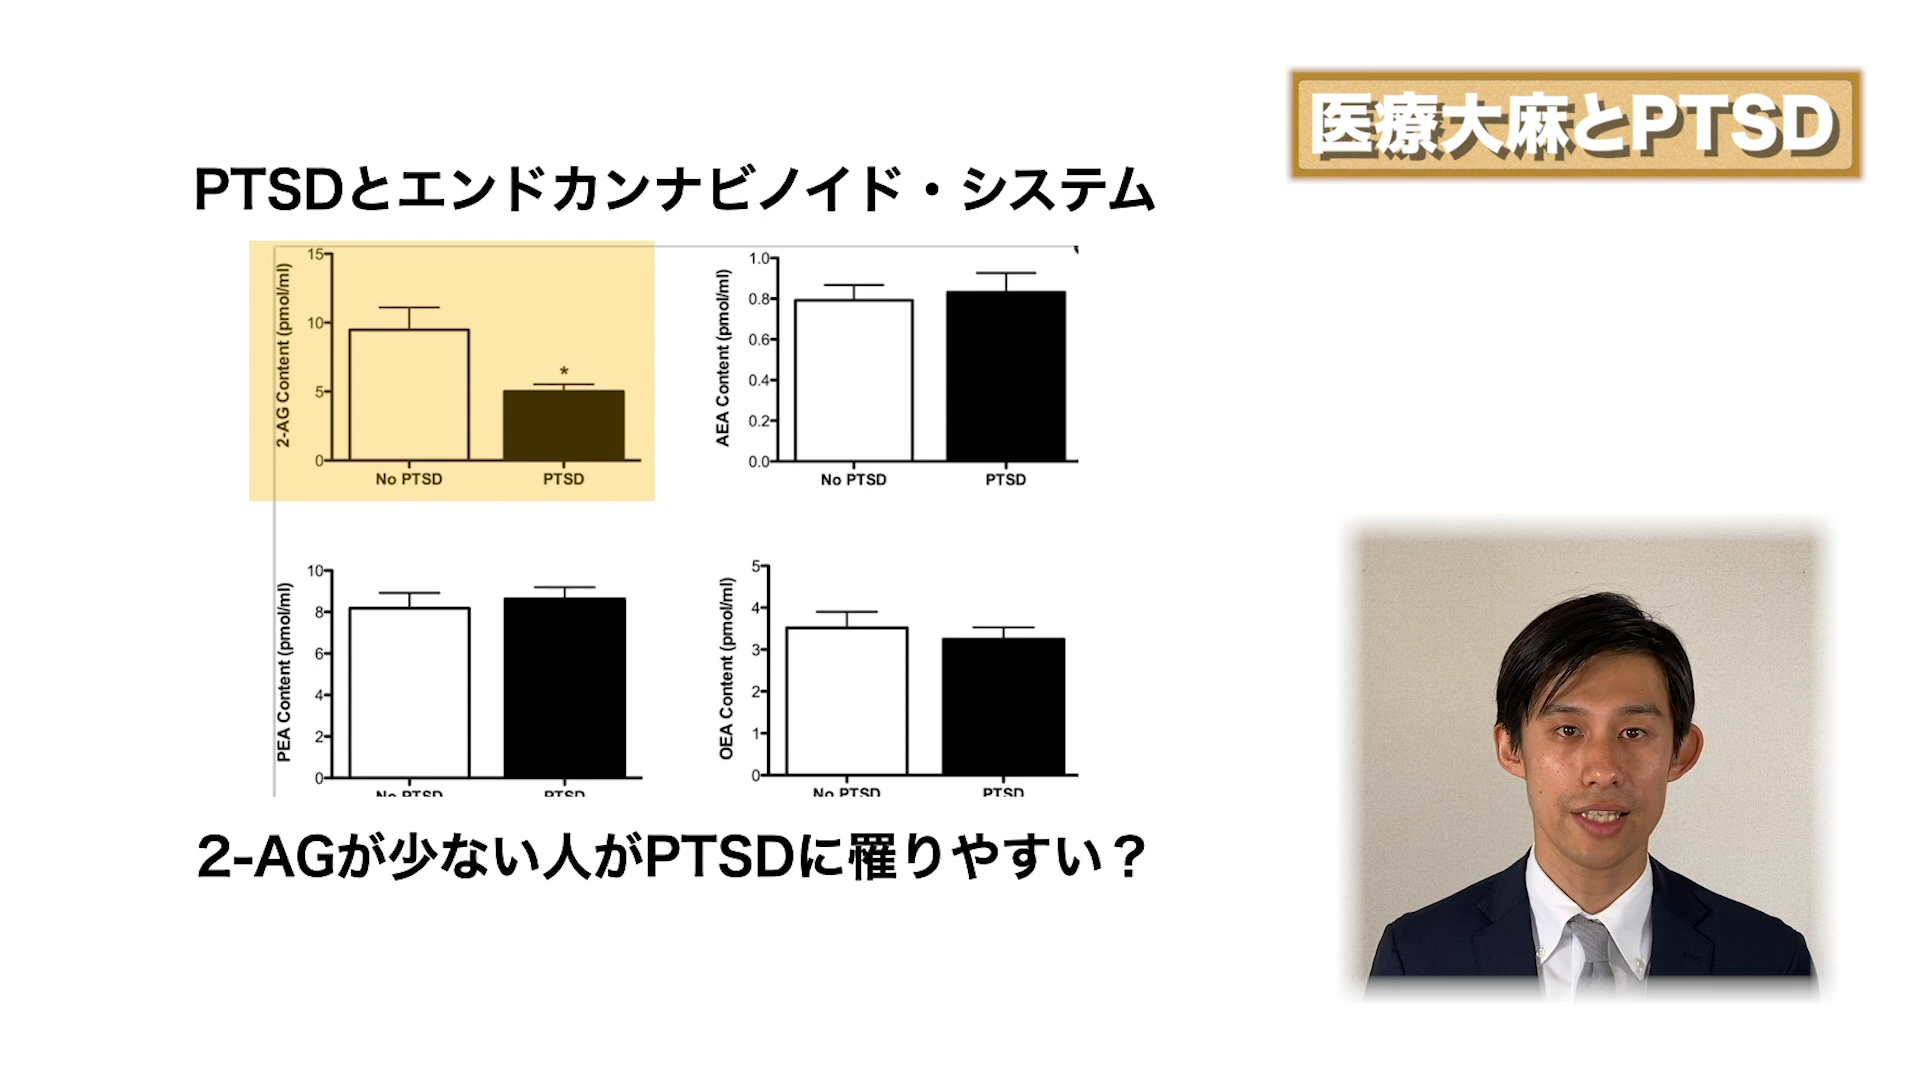 医療大麻とPTSD
PTSDとエンドカンナビノイド・システム
2-AG Content (pmol/ml)
15
10
5
0
*
No PTSD
PTSD
AEA Content (pmol/ml)
1.0
0.8
0.6
0.4
0.2
0.0
No PTSD
PTSD
PEA Content (pmol/ml)
10
8
6
4
2
0
No PTSD
PTSD
OEA Content (pmol/ml)
5
4
3
2
1
0
No PTSD
PTSD
2-AGが少ない人がPTSDに罹りやすい？